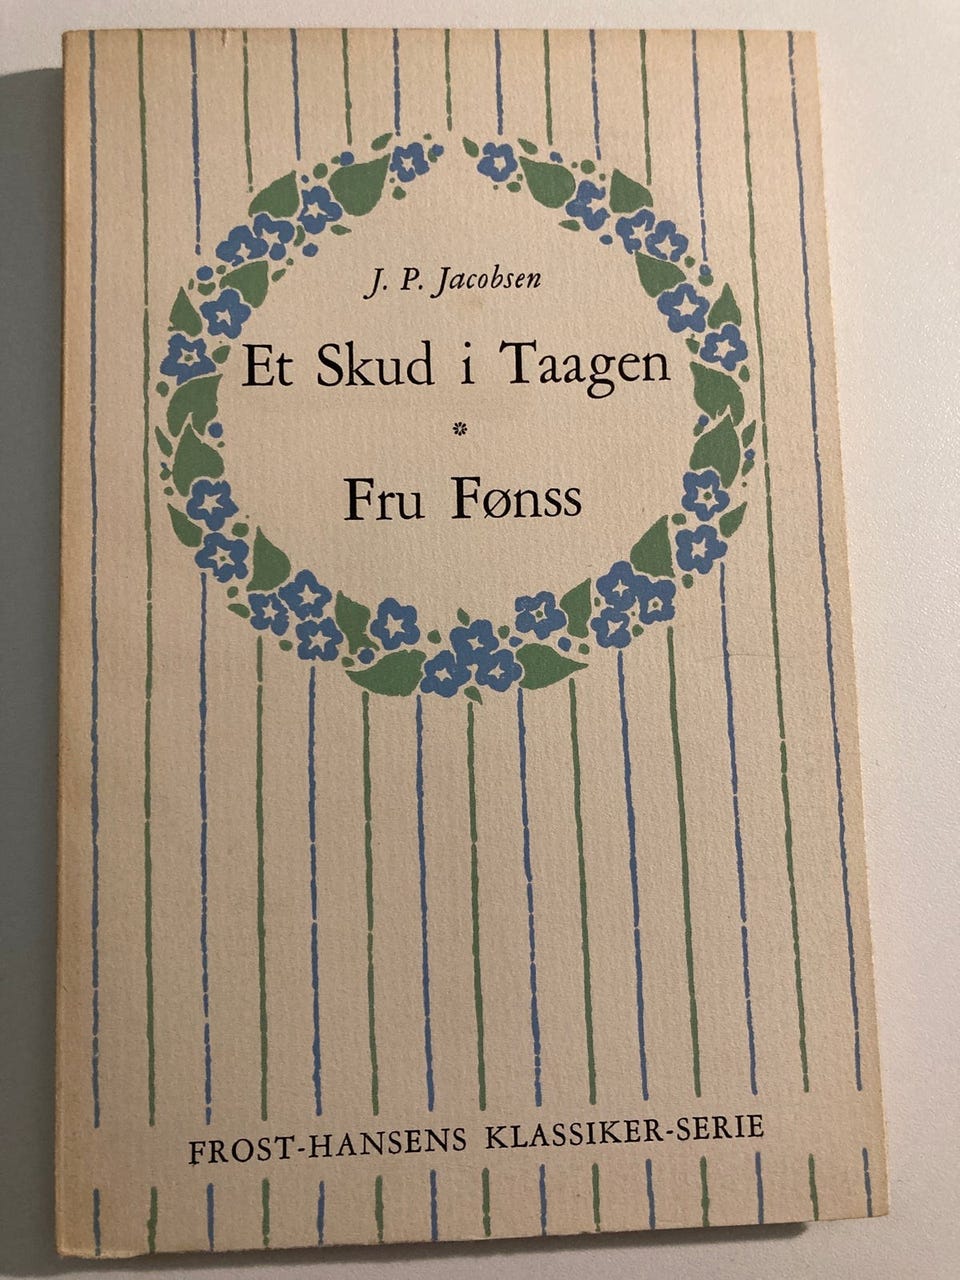 J. P. Jacobsen
Et Skud i Taagen
*
Fru Fønss
FROST-HANSENS KLASSIKER-SERIE